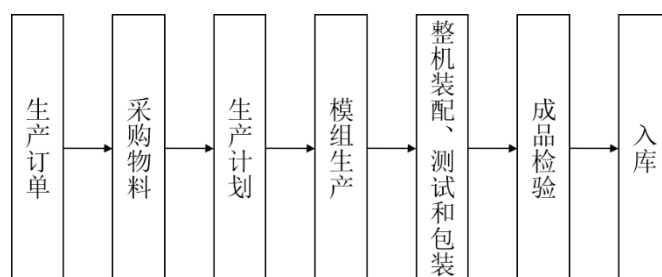 生产订单
采购物料
生产计划
模组生产
整机装配、测试和包装
成品检验
入库